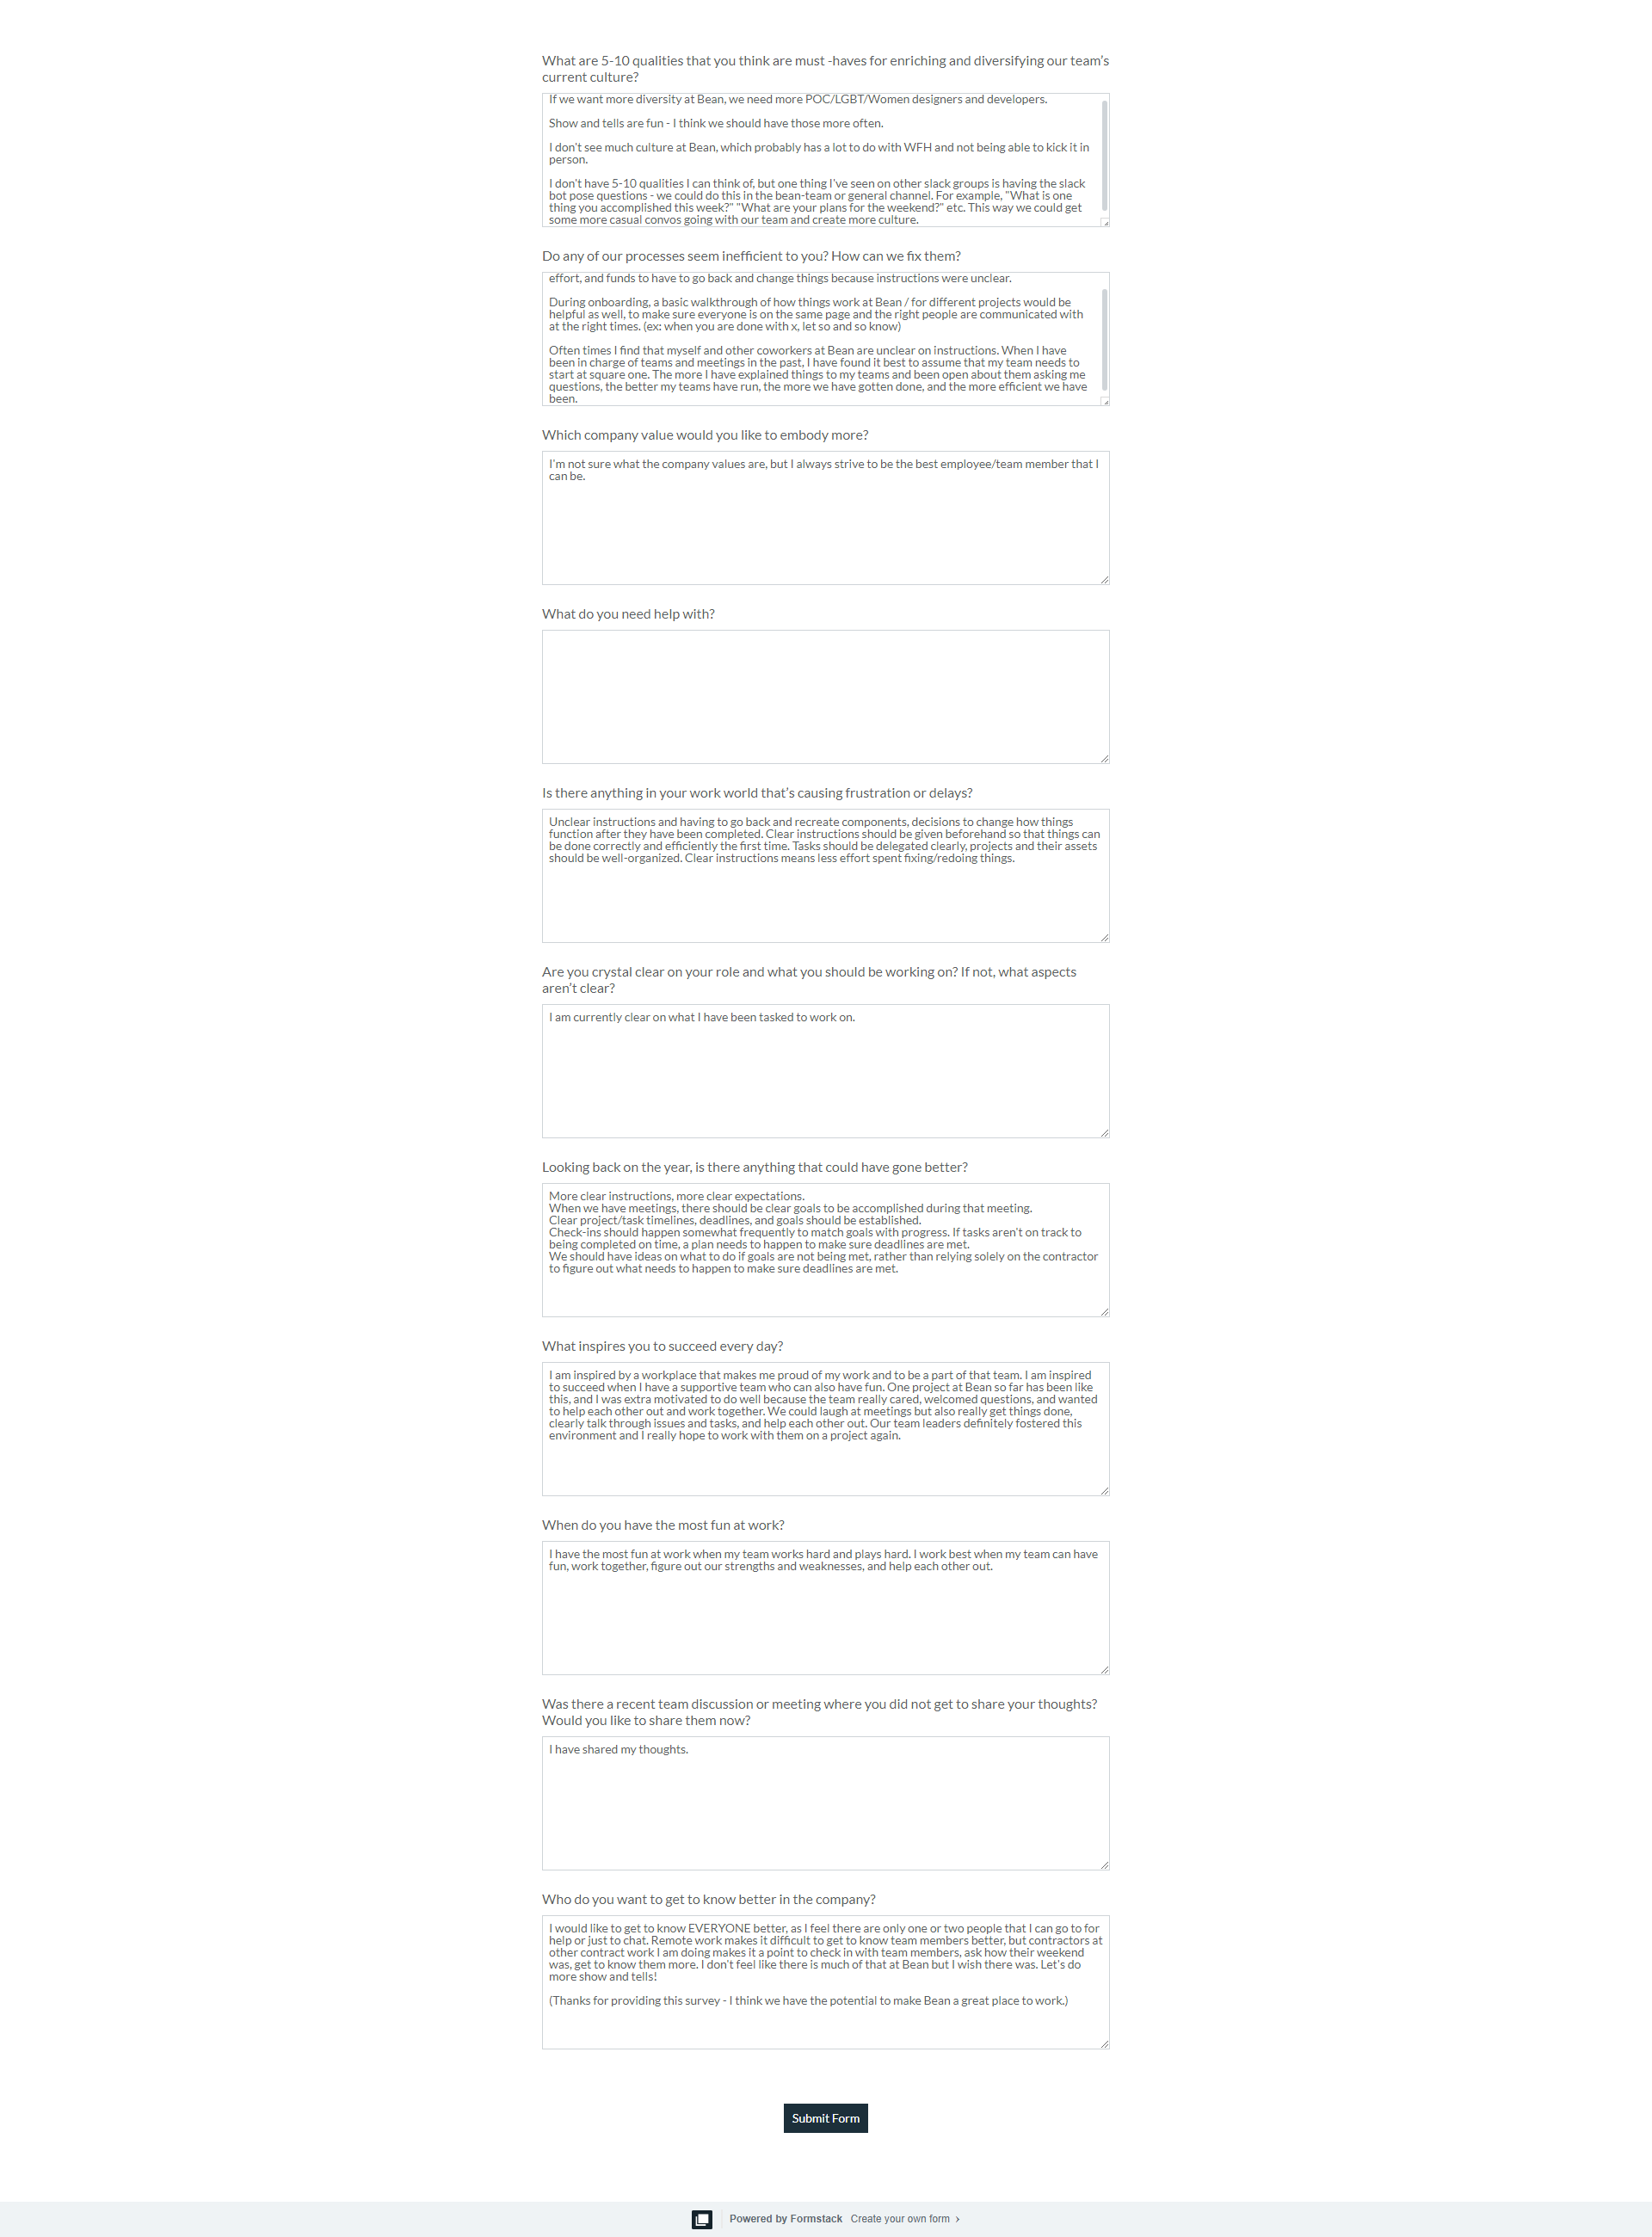 What are 5-10 qualities that you think are must -haves for enriching and diversifying our team's
current culture?
If we want more diversity at Bean, we need more POC/LGBT/Women designers and developers.
Show and tells are fun - I think we should have those more often.
I don't see much culture at Bean, which probably has a lot to do with WFH and not being able to kick it in
person.
I don't have 5-10 qualities I can think of, but one thing I've seen on other slack groups is having the slack
bot pose questions - we could do this in the bean-team or general channel. For example, "What is one
thing you accomplished this week?" "What are your plans for the weekend?" etc. This way we could get
some more casual convos going with our team and create more culture.
Do any of our processes seem inefficient to you? How can we fix them?
effort, and funds to have to go back and change things because instructions were unclear.
During onboarding, a basic walkthrough of how things work at Bean / for different projects would be
helpful as well, to make sure everyone is on the same page and the right people are communicated with
at the right times. (ex: when you are done with x, let so and so know)
Often times I find that myself and other coworkers at Bean are unclear on instructions. When I have
been in charge of teams and meetings in the past, I have found it best to assume that my team needs to
start at square one. The more I have explained things to my teams and been open about them asking me
questions, the better my teams have run, the more we have gotten done, and the more efficient we have
been.
Which company value would you like to embody more?
I'm not sure what the company values are, but I always strive to be the best employee/team member that I
can be.
What do you need help with?
Is there anything in your work world that's causing frustration or delays?
Unclear instructions and having to go back and recreate components, decisions to change how things
function after they have been completed. Clear instructions should be given beforehand so that things can
be done correctly and efficiently the first time. Tasks should be delegated clearly, projects and their assets
should be well-organized. Clear instructions means less effort spent fixing/redoing things.
Are you crystal clear on your role and what you should be working on? If not, what aspects
aren't clear?
I am currently clear on what I have been tasked to work on.
Looking back on the year, is there anything that could have gone better?
More clear instructions, more clear expectations.
When we have meetings, there should be clear goals to be accomplished during that meeting.
Clear project/task timelines, deadlines, and goals should be established.
Check-ins should happen somewhat frequently to match goals with progress. If tasks aren't on track to
being completed on time, a plan needs to happen to make sure deadlines are met.
We should have ideas on what to do if goals are not being met, rather than relying solely on the contractor
to figure out what needs to happen to make sure deadlines are met.
What inspires you to succeed every day?
I am inspired by a workplace that makes me proud of my work and to be a part of that team. I am inspired
to succeed when I have a supportive team who can also have fun. One project at Bean so far has been like
this, and I was extra motivated to do well because the team really cared, welcomed questions, and wanted
to help each other out and work together. We could laugh at meetings but also really get things done,
clearly talk through issues and tasks, and help each other out. Our team leaders definitely fostered this
environment and I really hope to work with them on a project again.
When do you have the most fun at work?
I have the most fun at work when my team works hard and plays hard. I work best when my team can have
fun, work together, figure out our strengths and weaknesses, and help each other out.
Was there a recent team discussion or meeting where you did not get to share your thoughts?
Would you like to share them now?
I have shared my thoughts.
Who do you want to get to know better in the company?
I would like to get to know EVERYONE better, as I feel there are only one or two people that I can go to for
help or just to chat. Remote work makes it difficult to get to know team members better, but contractors at
other contract work I am doing makes it a point to check in with team members, ask how their weekend
was, get to know them more. I don't feel like there is much of that at Bean but I wish there was. Let's do
more show and tells!
(Thanks for providing this survey - I think we have the potential to make Bean a great place to work.)
Submit Form
Powered by Formstack Create your own form ›